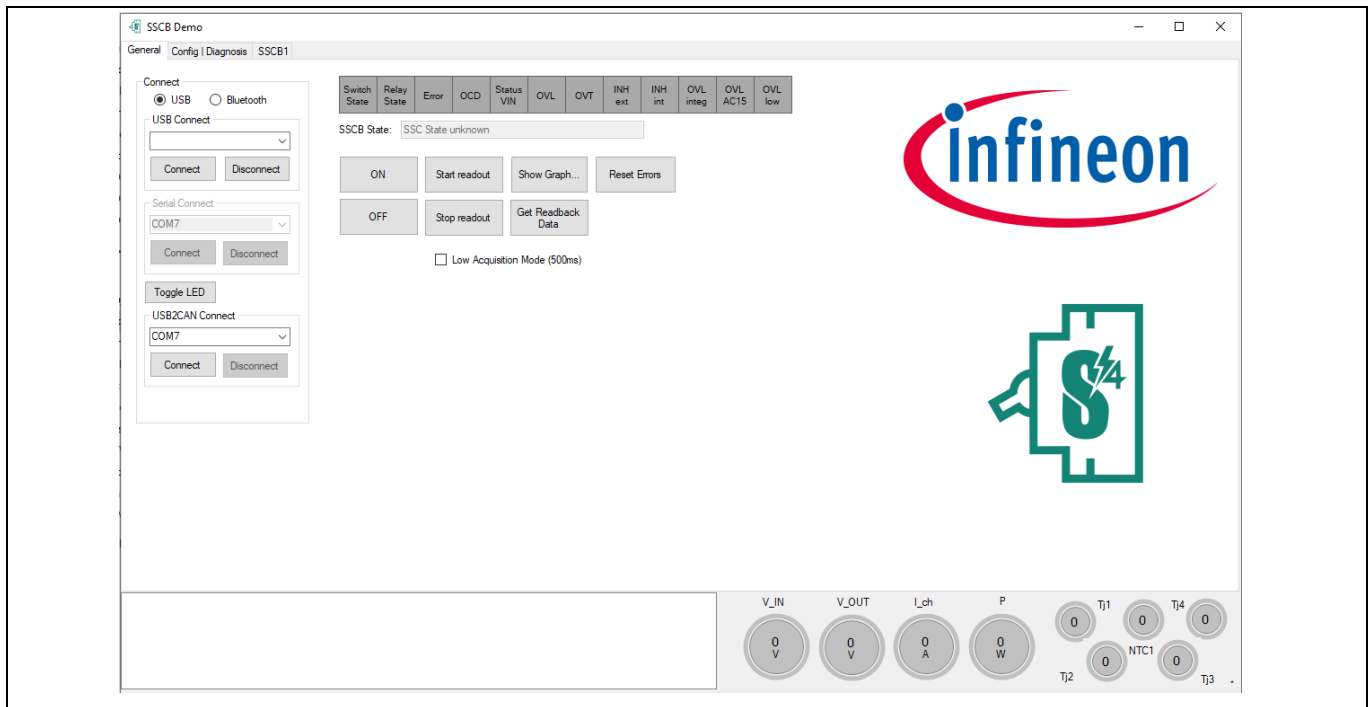 SSCB Demo
General Config | Diagnosis SSCB1
Connect
USB Bluetooth
USB Connect
Connect Disconnect
Serial Connect
COM7
Connect Disconnect
Toggle LED
USB2CAN Connect
COM7
Connect Disconnect
Switch State Relay State Error OCD Status VIN OVL OVT INH ext INH int OVL integ OVL AC15 OVL low
SSCB State: SSC State unknown
ON Start readout Show Graph... Reset Errors
OFF Stop readout Get Readback Data
Low Acquisition Mode (500ms)
infineon
S4
V_IN V_OUT I_ch P Tj1 Tj4
0 V 0 V 0 A 0 W 0 0 0
NTC1
0 0
Tj2 Tj3